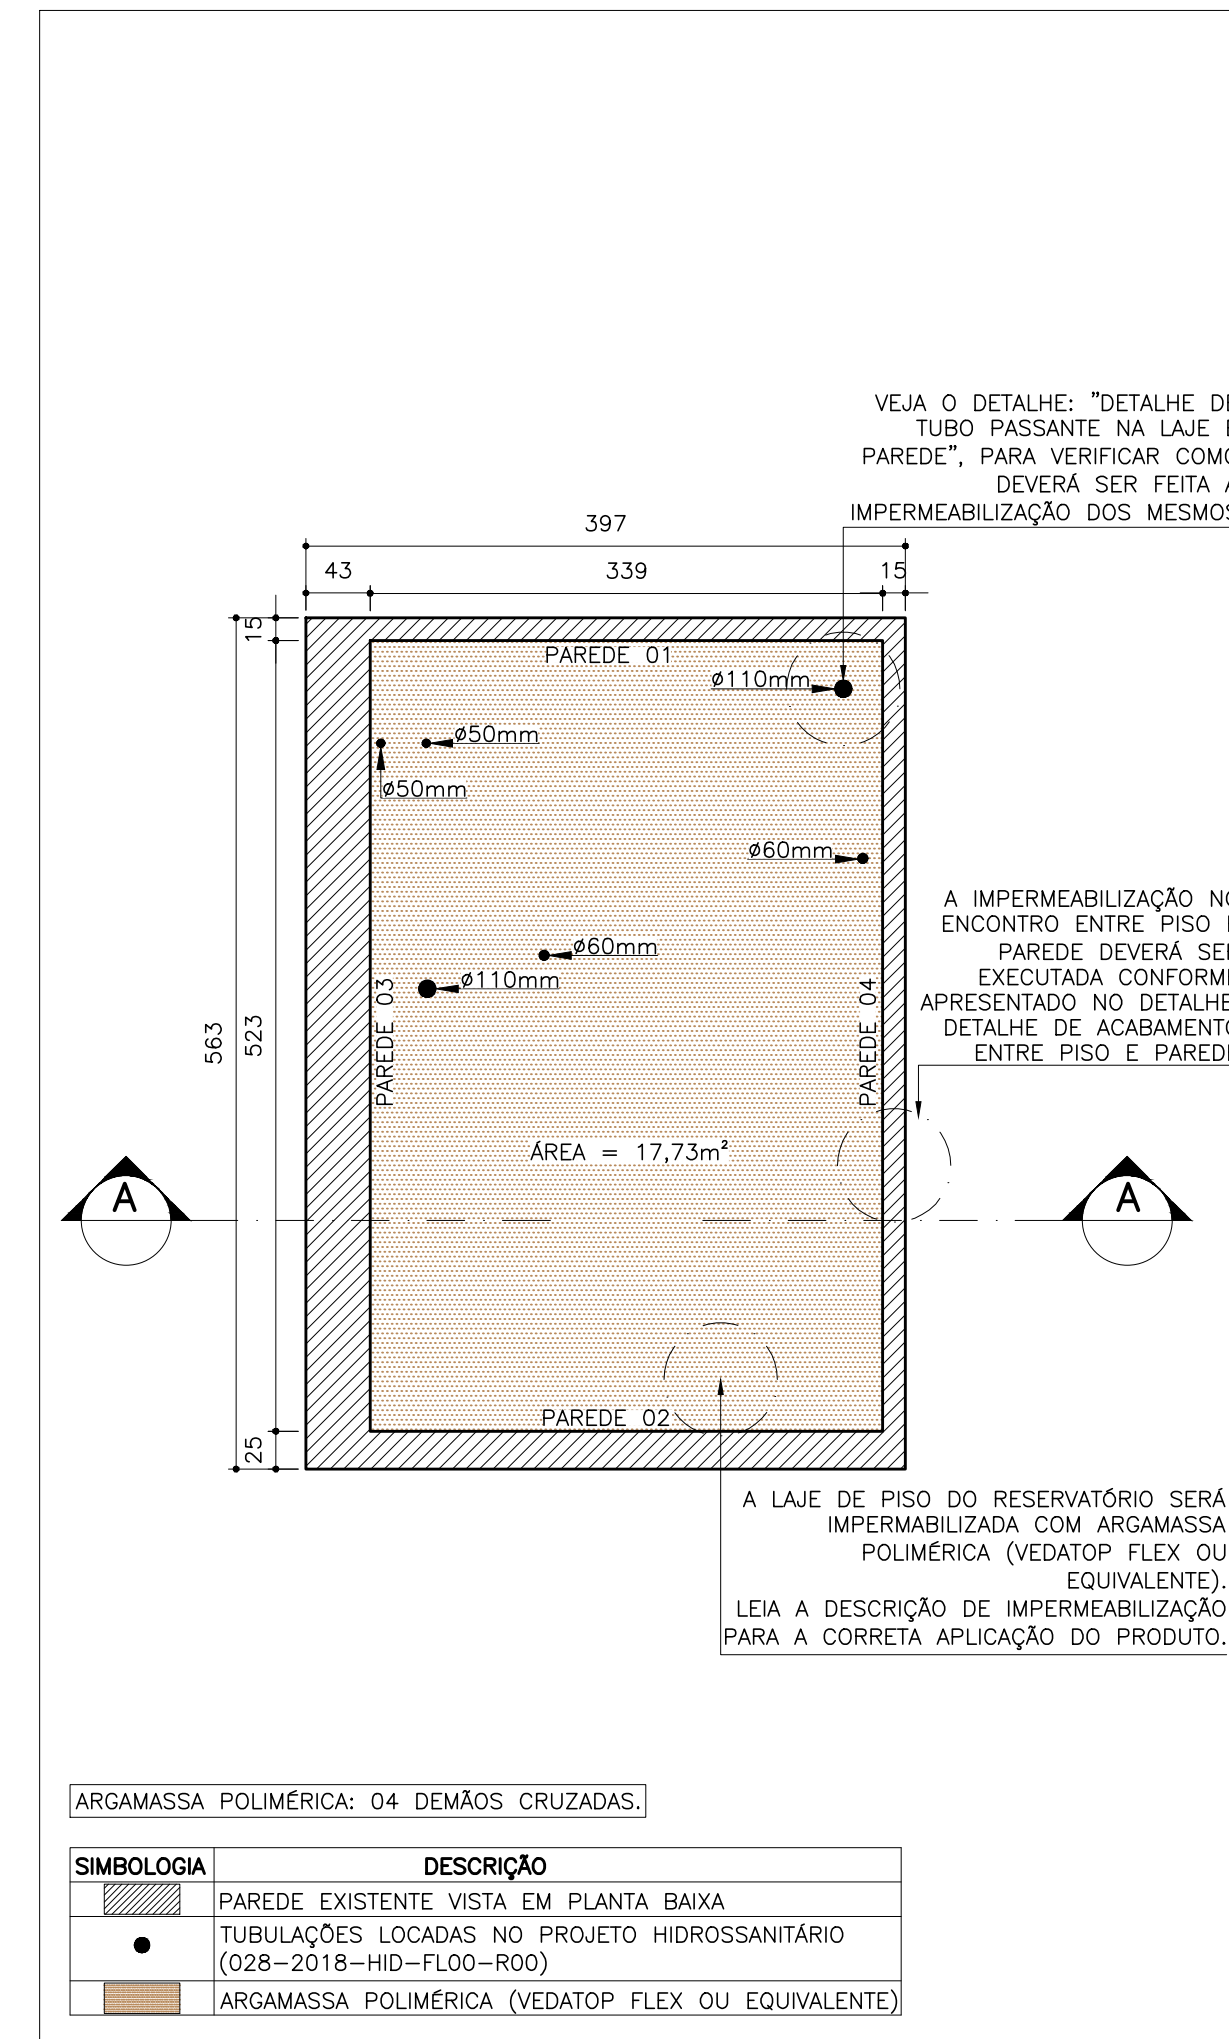 VEJA O DETALHE: "DETALHE DE
TUBO PASSANTE NA LAJE E
PAREDE", PARA VERIFICAR COMO
DEVERÁ SER FEITA A
IMPERMEABILIZAÇÃO DOS MESMOS
397
43
339
15
15
PAREDE 01
ø110mm
ø50mm
ø50mm
ø60mm
A IMPERMEABILIZAÇÃO NO
ENCONTRO ENTRE PISO E
PAREDE DEVERÁ SER
EXECUTADA CONFORME
APRESENTADO NO DETALHE
DETALHE DE ACABAMENTO
ENTRE PISO E PAREDE
ø60mm
ø110mm
PAREDE 03
PAREDE 04
563
523
ÁREA = 17,73m²
A
A
PAREDE 02
25
A LAJE DE PISO DO RESERVATÓRIO SERÁ
IMPERMABILIZADA COM ARGAMASSA
POLIMÉRICA (VEDATOP FLEX OU
EQUIVALENTE).
LEIA A DESCRIÇÃO DE IMPERMEABILIZAÇÃO
PARA A CORRETA APLICAÇÃO DO PRODUTO.
ARGAMASSA POLIMÉRICA: 04 DEMÃOS CRUZADAS.
SIMBOLOGIA DESCRIÇÃO
PAREDE EXISTENTE VISTA EM PLANTA BAIXA
TUBULAÇÕES LOCADAS NO PROJETO HIDROSSANITÁRIO
(028-2018-HID-FL00-R00)
ARGAMASSA POLIMÉRICA (VEDATOP FLEX OU EQUIVALENTE)